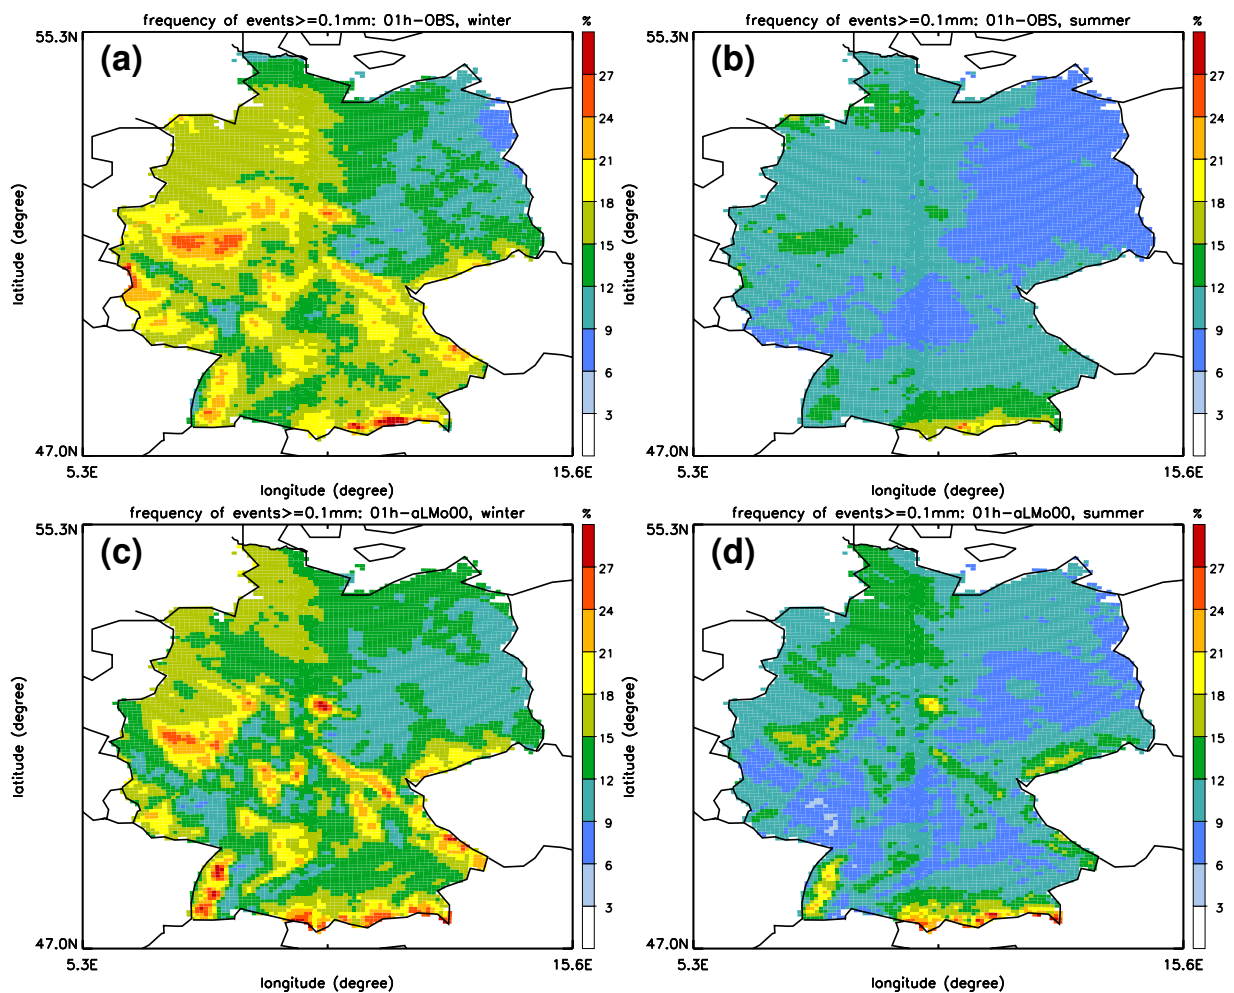 frequency of events>=0.1mm: 01h-OBS, winter
%
55.3N
(a)
27
24
21
18
15
12
9
6
3
latitude (degree)
47.0N
5.3E
15.6E
longitude (degree)
frequency of events>=0.1mm: 01h-OBS, summer
%
55.3N
(b)
27
24
21
18
15
12
9
6
3
latitude (degree)
47.0N
5.3E
15.6E
longitude (degree)
frequency of events>=0.1mm: 01h-aLMo00, winter
%
55.3N
(c)
27
24
21
18
15
12
9
6
3
latitude (degree)
47.0N
5.3E
15.6E
longitude (degree)
frequency of events>=0.1mm: 01h-aLMo00, summer
%
55.3N
(d)
27
24
21
18
15
12
9
6
3
latitude (degree)
47.0N
5.3E
15.6E
longitude (degree)